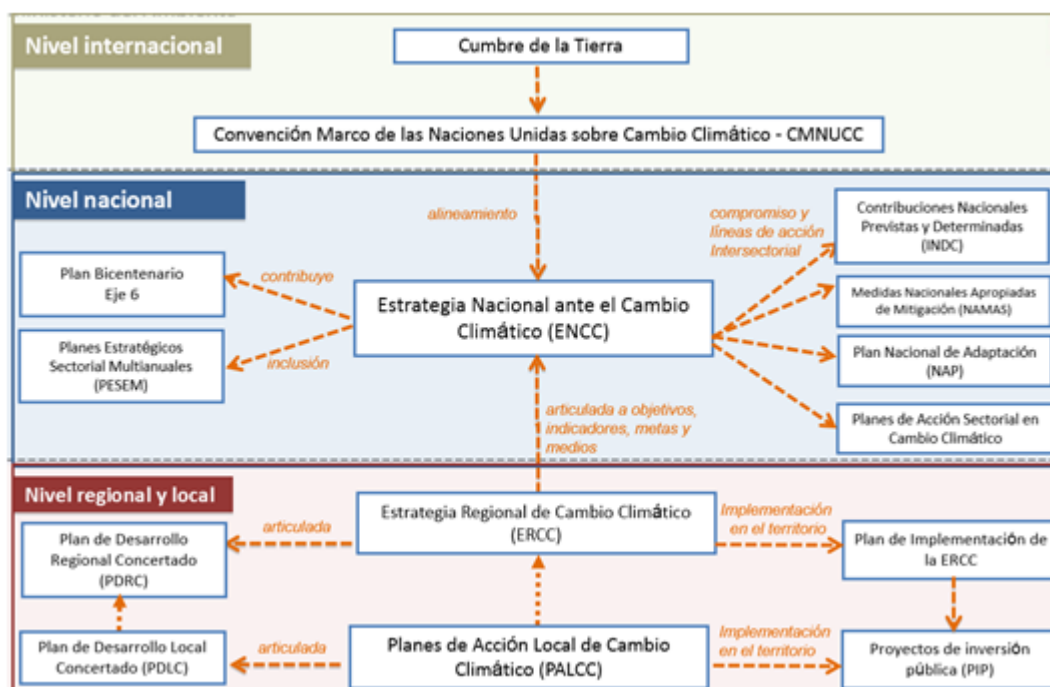 Nivel internacional
Cumbre de la Tierra
Convención Marco de las Naciones Unidas sobre Cambio Climático - CMNUCC
Nivel nacional
alineamiento
compromiso y
líneas de acción
Intersectorial
Contribuciones Nacionales
Previstas y Determinadas
(INDC)
Plan Bicentenario
Eje 6
contribuye
Estrategia Nacional ante el Cambio
Climático (ENCC)
Medidas Nacionales Apropiadas
de Mitigación (NAMAS)
Planes Estratégicos
Sectorial Multianuales
(PESEM)
inclusión
Plan Nacional de Adaptación
(NAP)
articulada a objetivos,
indicadores, metas y
medios
Planes de Acción Sectorial en
Cambio Climático
Nivel regional y local
Plan de Desarrollo
Regional Concertado
(PDRC)
articulada
Estrategia Regional de Cambio Climático
(ERCC)
Implementación
en el territorio
Plan de Implementación de
la ERCC
Plan de Desarrollo Local
Concertado (PDLC)
articulada
Planes de Acción Local de Cambio
Climático (PALCC)
Implementación
en el territorio
Proyectos de inversión
pública (PIP)